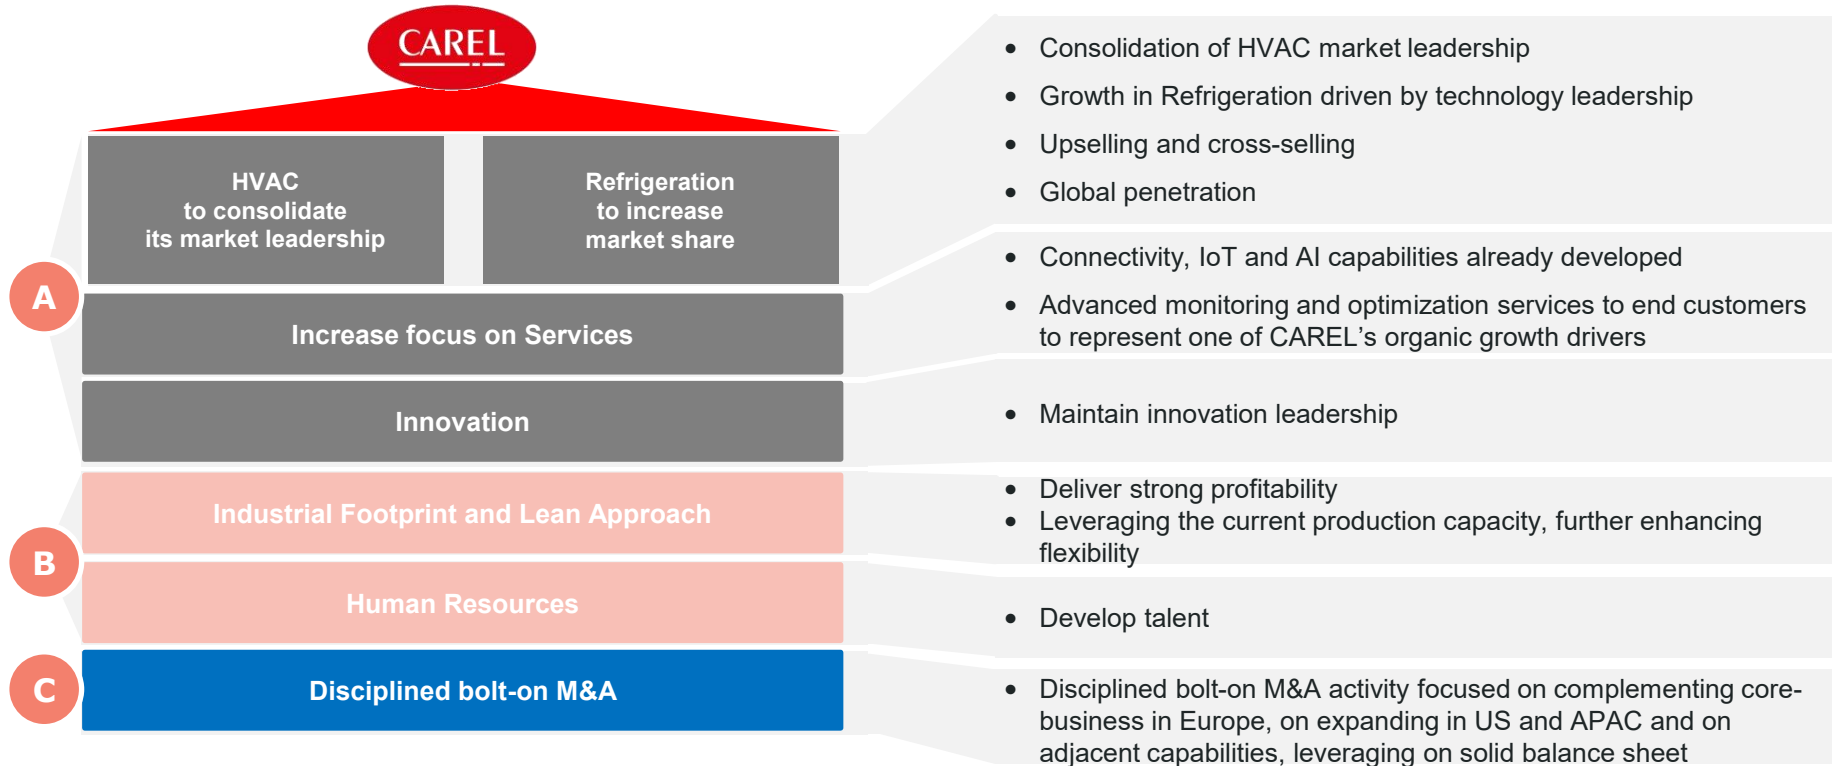 CAREL
HVAC
to consolidate
its market leadership
Refrigeration
to increase
market share
A
Increase focus on Services
Innovation
B
Industrial Footprint and Lean Approach
Human Resources
C
Disciplined bolt-on M&A
• Consolidation of HVAC market leadership
• Growth in Refrigeration driven by technology leadership
• Upselling and cross-selling
• Global penetration
• Connectivity, IoT and AI capabilities already developed
• Advanced monitoring and optimization services to end customers
to represent one of CAREL’s organic growth drivers
• Maintain innovation leadership
• Deliver strong profitability
• Leveraging the current production capacity, further enhancing
flexibility
• Develop talent
• Disciplined bolt-on M&A activity focused on complementing core-
business in Europe, on expanding in US and APAC and on
adjacent capabilities, leveraging on solid balance sheet